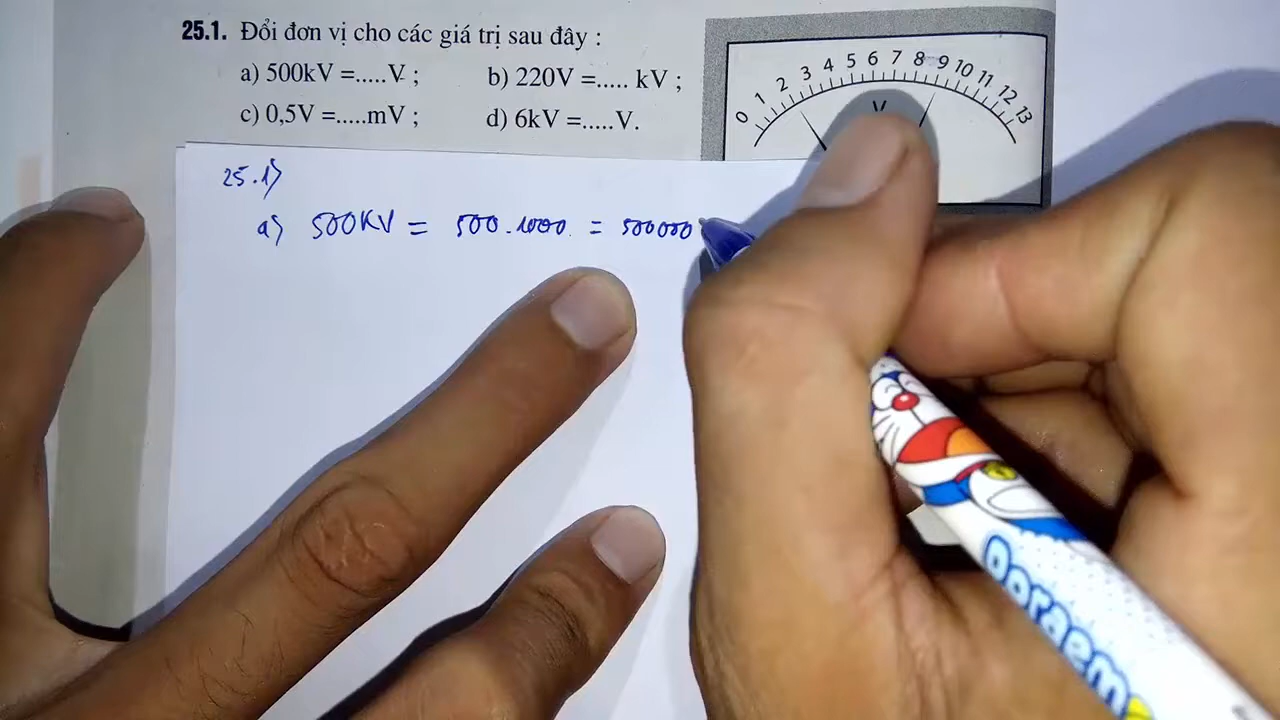 25.1. Đổi đơn vị cho các giá trị sau đây :
a) 500kV =.....V ; b) 220V =..... kV ;
c) 0,5V =.....mV ; d) 6kV =.....V.
0 1 2 3 4 5 6 7 8 9 10 11 12 13
V
25.1)
a) 500KV = 500.1000 = 500000
Doraemo